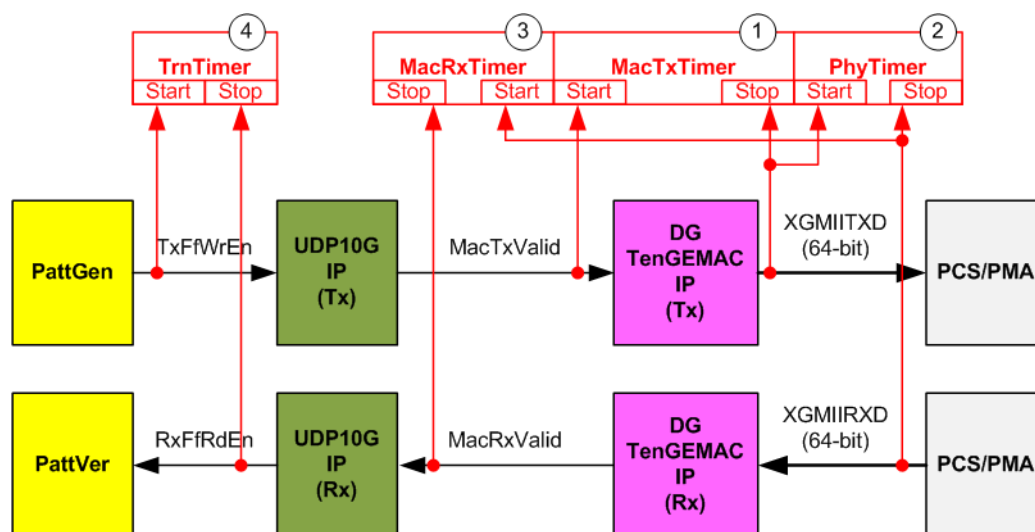 4
3
1
2
TrnTimer
MacRxTimer
MacTxTimer
PhyTimer
Start
Stop
Stop
Start
Start
Stop
Start
Stop
PattGen
TxFfWrEn
UDP10G
IP
(Tx)
MacTxValid
DG
TenGEMAC
IP
(Tx)
XGMIITXD
(64-bit)
PCS/PMA
PattVer
RxFfRdEn
UDP10G
IP
(Rx)
MacRxValid
DG
TenGEMAC
IP
(Rx)
XGMIIRXD
(64-bit)
PCS/PMA